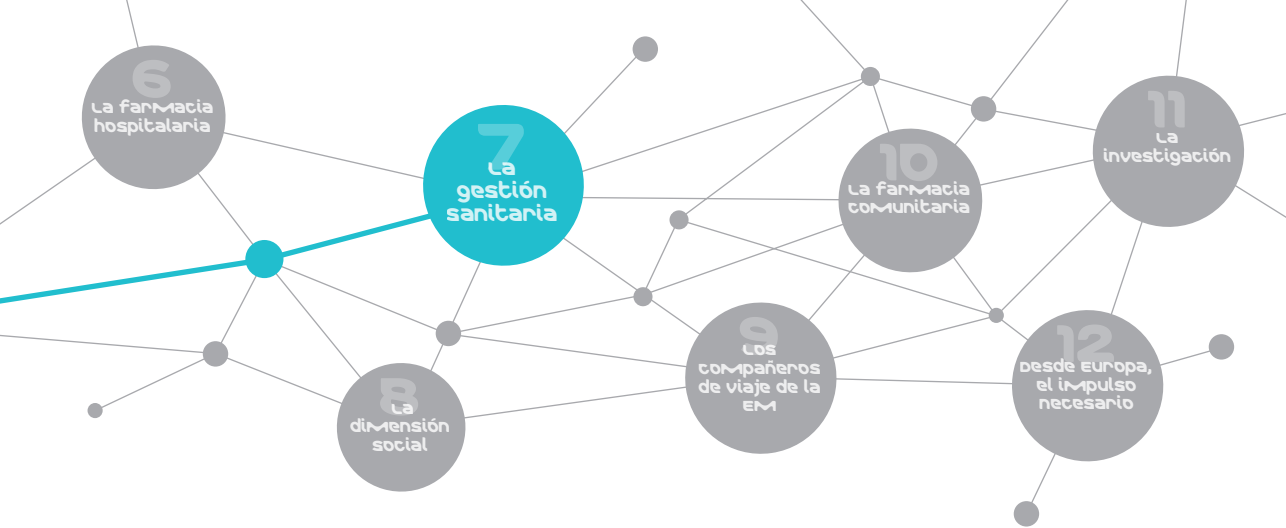 6
La farmacia
hospitalaria
7
La
gestión
sanitaria
8
La
dimensión
social
9
Los
compañeros
de viaje de la
EM
10
La farmacia
comunitaria
11
La
investigación
12
Desde Europa,
el impulso
necesario